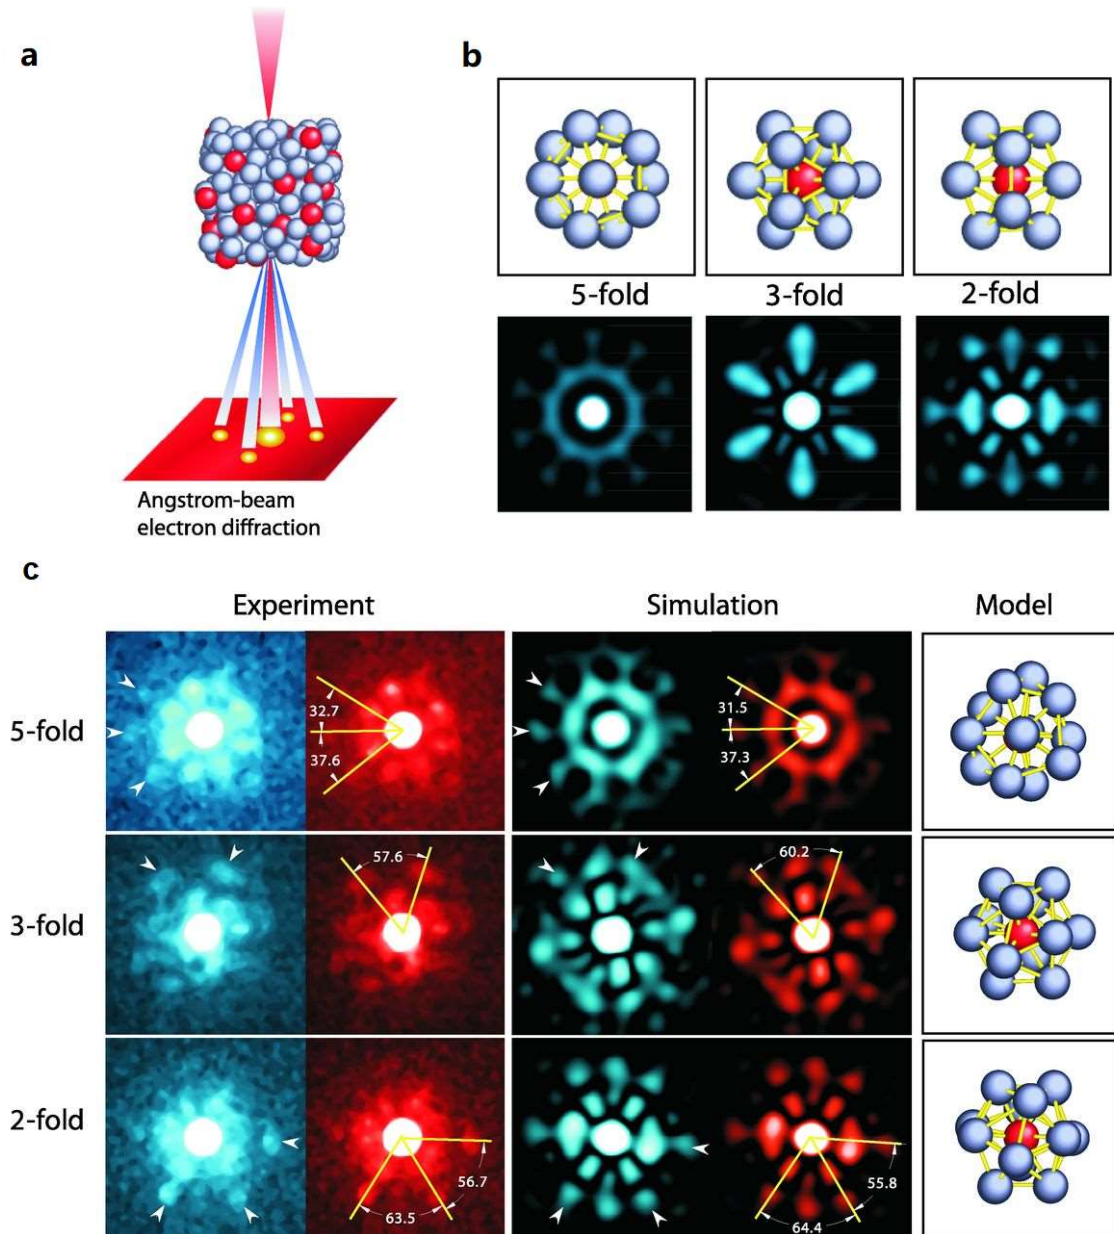 a
b
Angstrom-beam
electron diffraction
5-fold
3-fold
2-fold
c
Experiment
Simulation
Model
5-fold
32.7
37.6
31.5
37.3
3-fold
57.6
60.2
2-fold
56.7
63.5
55.8
64.4